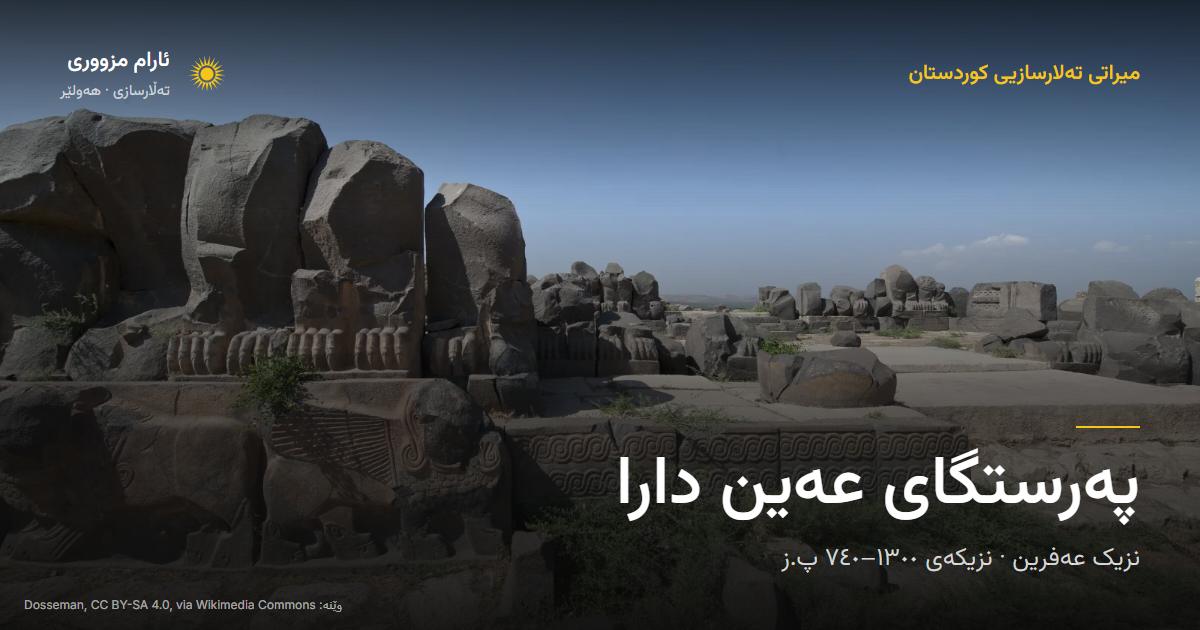 میراتی تەلارسازیی کوردستان
ئارام مزووری
تەلارسازی · هەولێر
پەرستگای عەین دارا
نزیک عەفرین · نزیکەی ١٣٠٠–٧٤٠ پ.ز
وێنە: Dosseman, CC BY-SA 4.0, via Wikimedia Commons